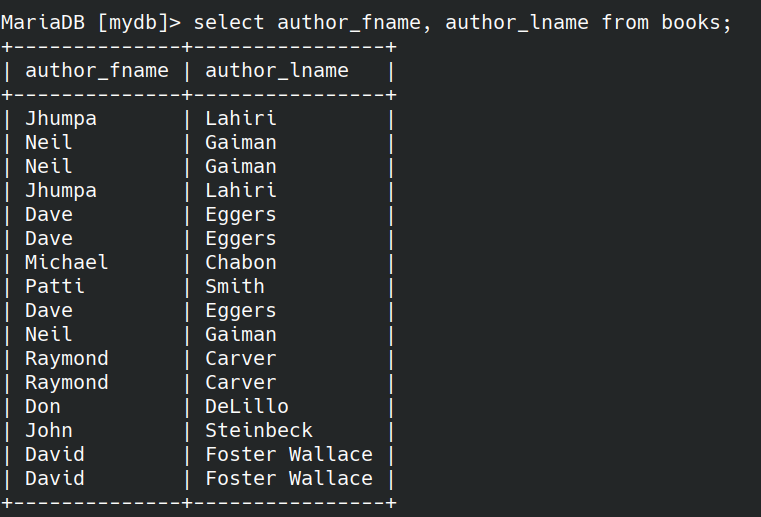 MariaDB [mydb]> select author_fname, author_lname from books;
+--------------+----------------+
| author_fname | author_lname   |
+--------------+----------------+
| Jhumpa       | Lahiri         |
| Neil         | Gaiman         |
| Neil         | Gaiman         |
| Jhumpa       | Lahiri         |
| Dave         | Eggers         |
| Dave         | Eggers         |
| Michael      | Chabon         |
| Patti        | Smith          |
| Dave         | Eggers         |
| Neil         | Gaiman         |
| Raymond      | Carver         |
| Raymond      | Carver         |
| Don          | DeLillo        |
| John         | Steinbeck      |
| David        | Foster Wallace |
| David        | Foster Wallace |
+--------------+----------------+